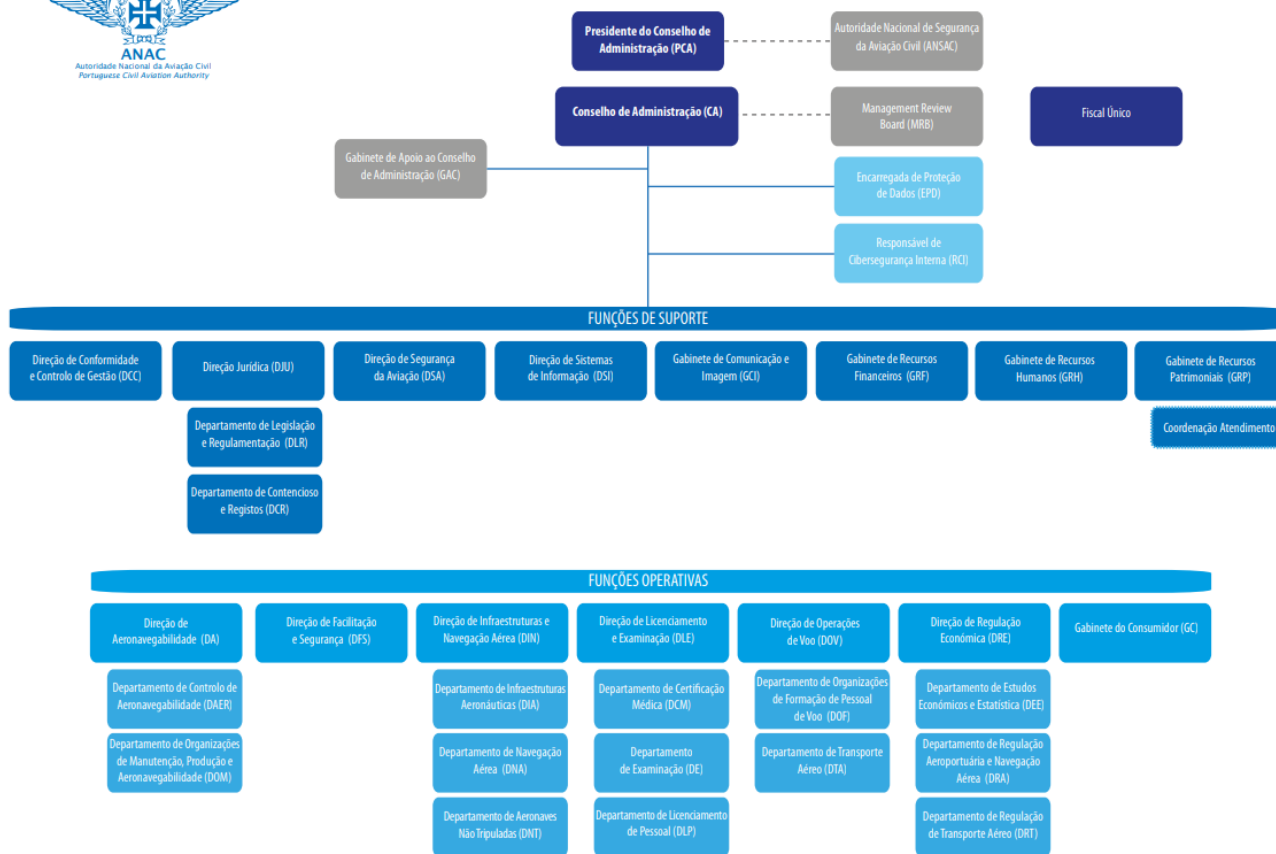 ANAC
Autoridade Nacional da Aviação Civil
Portuguese Civil Aviation Authority
Presidente do Conselho de
Administração (PCA)
Autoridade Nacional de Segurança
da Aviação Civil (ANSAC)
Conselho de Administração (CA)
Management Review
Board (MRB)
Fiscal Único
Gabinete de Apoio ao Conselho
de Administração (GAC)
Encarregada de Proteção
de Dados (EPD)
Responsável de
Cibersegurança Interna (RCI)
FUNÇÕES DE SUPORTE
Direção de Conformidade
e Controlo de Gestão (DCC)
Direção Jurídica (DJU)
Direção de Segurança
da Aviação (DSA)
Direção de Sistemas
de Informação (DSI)
Gabinete de Comunicação e
Imagem (GCI)
Gabinete de Recursos
Financeiros (GRF)
Gabinete de Recursos
Humanos (GRH)
Gabinete de Recursos
Patrimoniais (GRP)
Departamento de Legislação
e Regulamentação (DLR)
Coordenação Atendimento
Departamento de Contencioso
e Registos (DCR)
FUNÇÕES OPERATIVAS
Direção de
Aeronavegabilidade (DA)
Direção de Facilitação
e Segurança (DFS)
Direção de Infraestruturas e
Navegação Aérea (DIN)
Direção de Licenciamento
e Examinação (DLE)
Direção de Operações
de Voo (DOV)
Direção de Regulação
Económica (DRE)
Gabinete do Consumidor (GC)
Departamento de Controlo de
Aeronavegabilidade (DAER)
Departamento de Infraestruturas
Aeronáuticas (DIA)
Departamento de Certificação
Médica (DCM)
Departamento de Organizações
de Formação de Pessoal
de Voo (DOF)
Departamento de Estudos
Económicos e Estatística (DEE)
Departamento de Organizações
de Manutenção, Produção e
Aeronavegabilidade (DOM)
Departamento de Navegação
Aérea (DNA)
Departamento
de Examinação (DE)
Departamento de Transporte
Aéreo (DTA)
Departamento de Regulação
Aeroportuária e Navegação
Aérea (DRA)
Departamento de Aeronaves
Não Tripuladas (DNT)
Departamento de Licenciamento
de Pessoal (DLP)
Departamento de Regulação
de Transporte Aéreo (DRT)